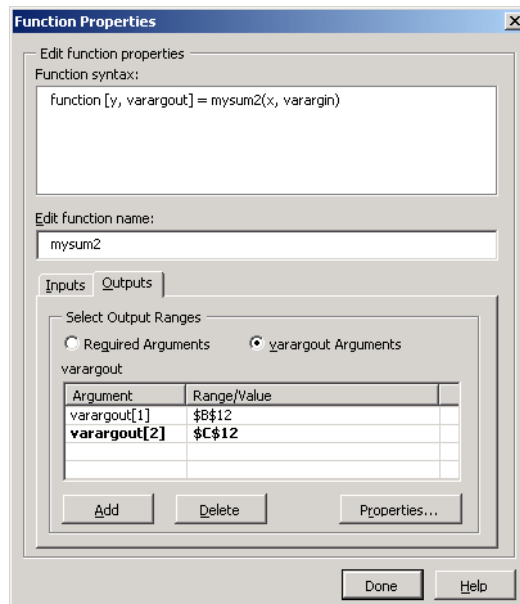 Function Properties
Edit function properties
Function syntax:
function [y, varargout] = mysum2(x, varargin)
Edit function name:
mysum2
Inputs Outputs
Select Output Ranges
Required Arguments varargout Arguments
varargout
Argument Range/Value
varargout[1] $B$12
varargout[2] $C$12
Add Delete Properties...
Done Help